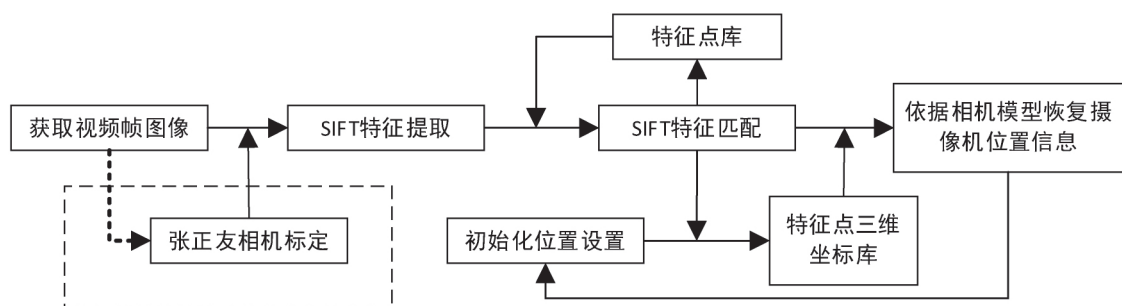 特征点库
获取视频帧图像
SIFT特征提取
SIFT特征匹配
依据相机模型恢复摄
像机位置信息
张正友相机标定
初始化位置设置
特征点三维
坐标库